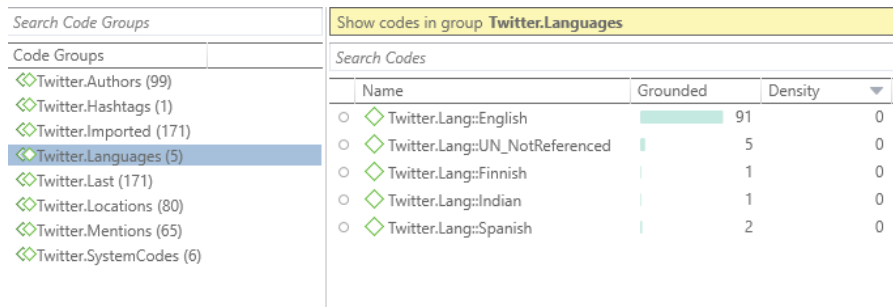 Search Code Groups
Code Groups
Twitter.Authors (99)
Twitter.Hashtags (1)
Twitter.Imported (171)
Twitter.Languages (5)
Twitter.Last (171)
Twitter.Locations (80)
Twitter.Mentions (65)
Twitter.SystemCodes (6)
Show codes in group Twitter.Languages
Search Codes
Name Grounded Density
Twitter.Lang::English 91 0
Twitter.Lang::UN_NotReferenced 5 0
Twitter.Lang::Finnish 1 0
Twitter.Lang::Indian 1 0
Twitter.Lang::Spanish 2 0